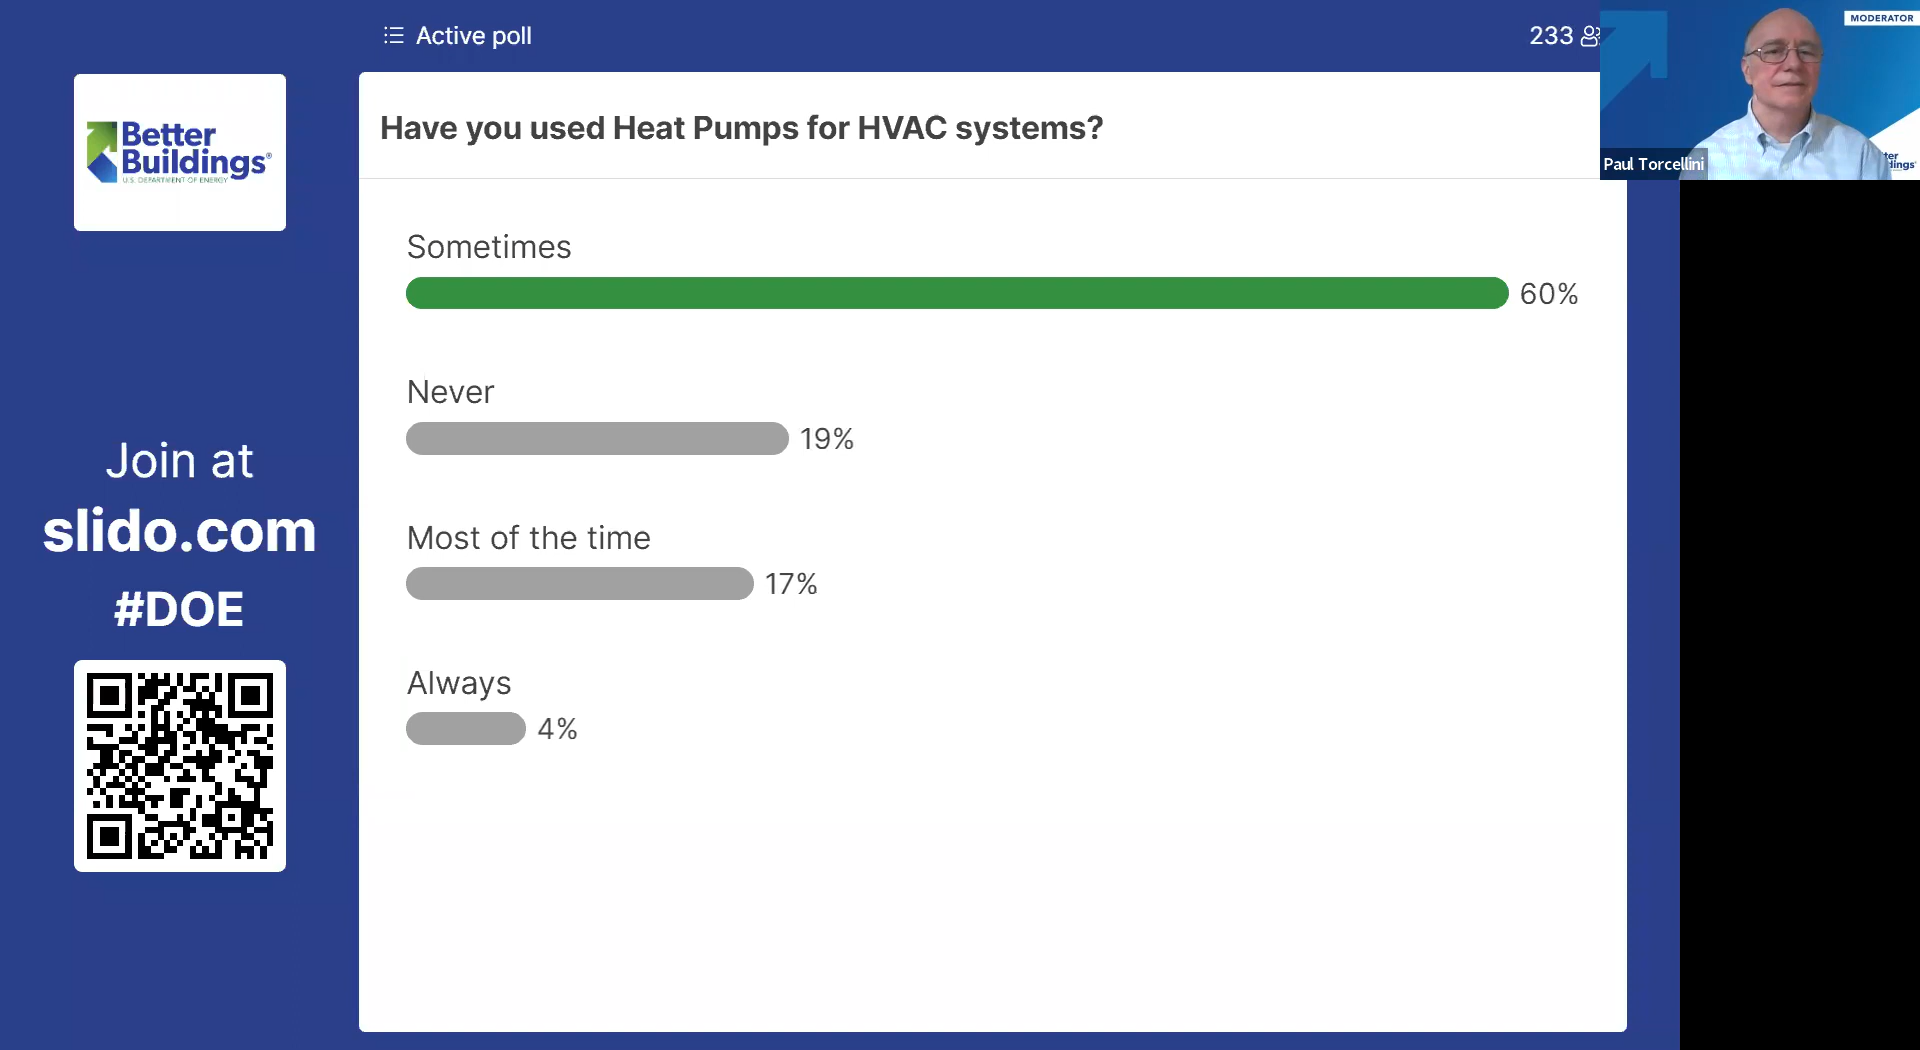 Active poll
233
MODERATOR
Better
Buildings®
U.S. DEPARTMENT OF ENERGY
Have you used Heat Pumps for HVAC systems?
Paul Torcellini
Sometimes
60%
Never
19%
Join at
slido.com
#DOE
Most of the time
17%
Always
4%